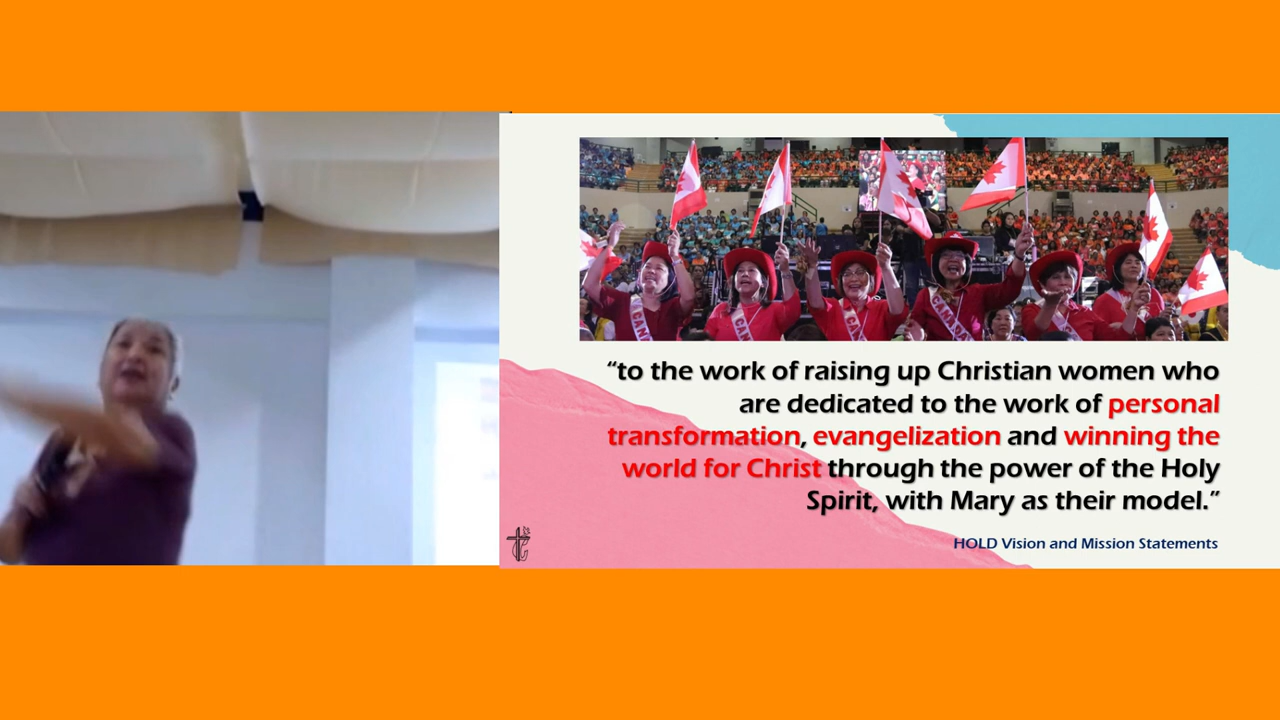 “to the work of raising up Christian women who
are dedicated to the work of personal
transformation, evangelization and winning the
world for Christ through the power of the Holy
Spirit, with Mary as their model.”
HOLD Vision and Mission Statements
CANADA